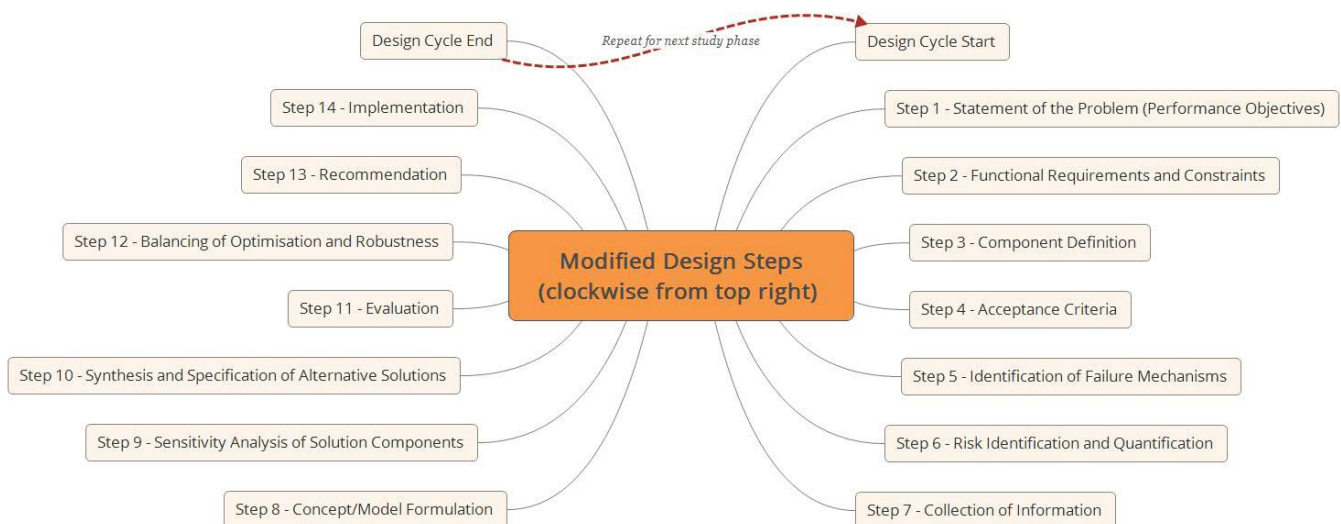 Design Cycle End
Repeat for next study phase
Design Cycle Start
Step 14 - Implementation
Step 1 - Statement of the Problem (Performance Objectives)
Step 13 - Recommendation
Step 2 - Functional Requirements and Constraints
Step 12 - Balancing of Optimisation and Robustness
Modified Design Steps
(clockwise from top right)
Step 3 - Component Definition
Step 11 - Evaluation
Step 4 - Acceptance Criteria
Step 10 - Synthesis and Specification of Alternative Solutions
Step 5 - Identification of Failure Mechanisms
Step 9 - Sensitivity Analysis of Solution Components
Step 6 - Risk Identification and Quantification
Step 8 - Concept/Model Formulation
Step 7 - Collection of Information